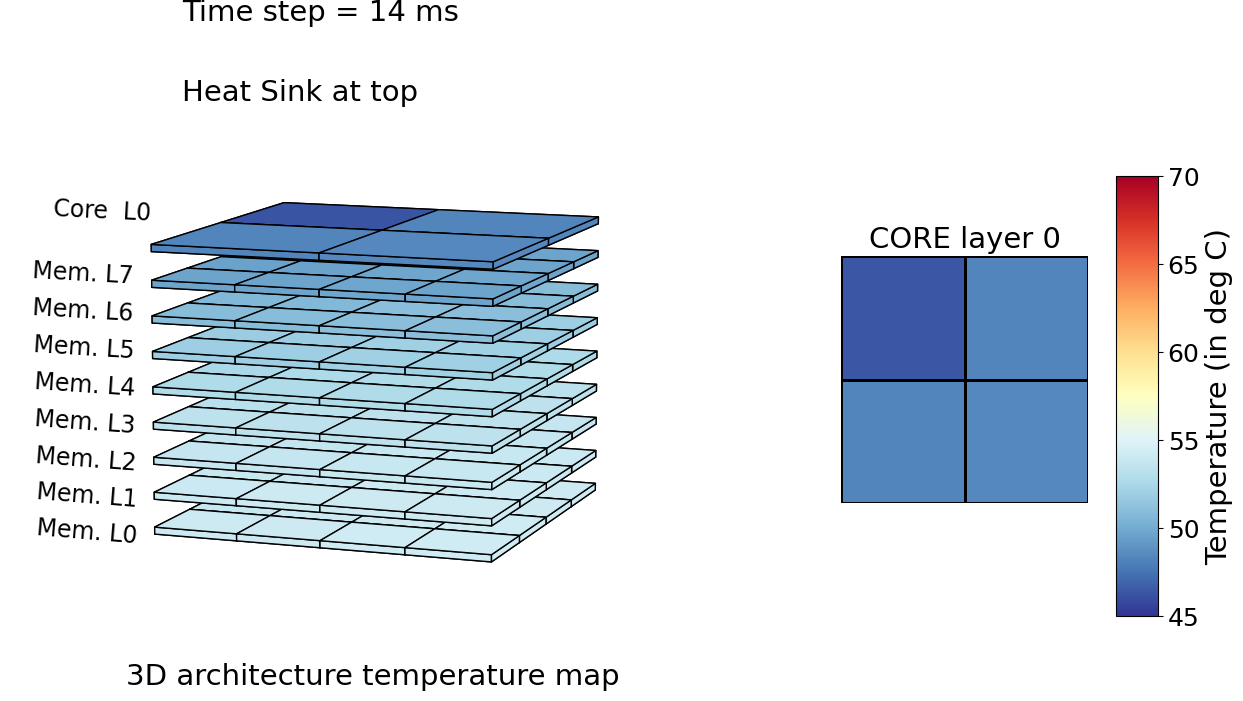 Time step = 14 ms
Heat Sink at top
Core L0
Mem. L7
Mem. L6
Mem. L5
Mem. L4
Mem. L3
Mem. L2
Mem. L1
Mem. L0
3D architecture temperature map
CORE layer 0
70
65
60
55
50
45
Temperature (in deg C)